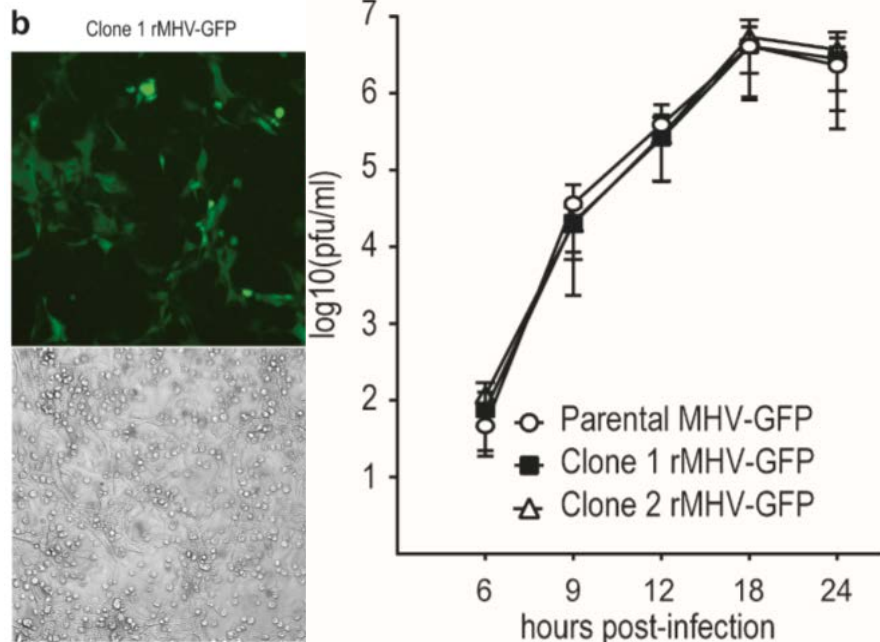 b
Clone 1 rMHV-GFP
log10(pfu/ml)
7
6
5
4
3
2
1
Parental MHV-GFP
Clone 1 rMHV-GFP
Clone 2 rMHV-GFP
6 9 12 18 24
hours post-infection